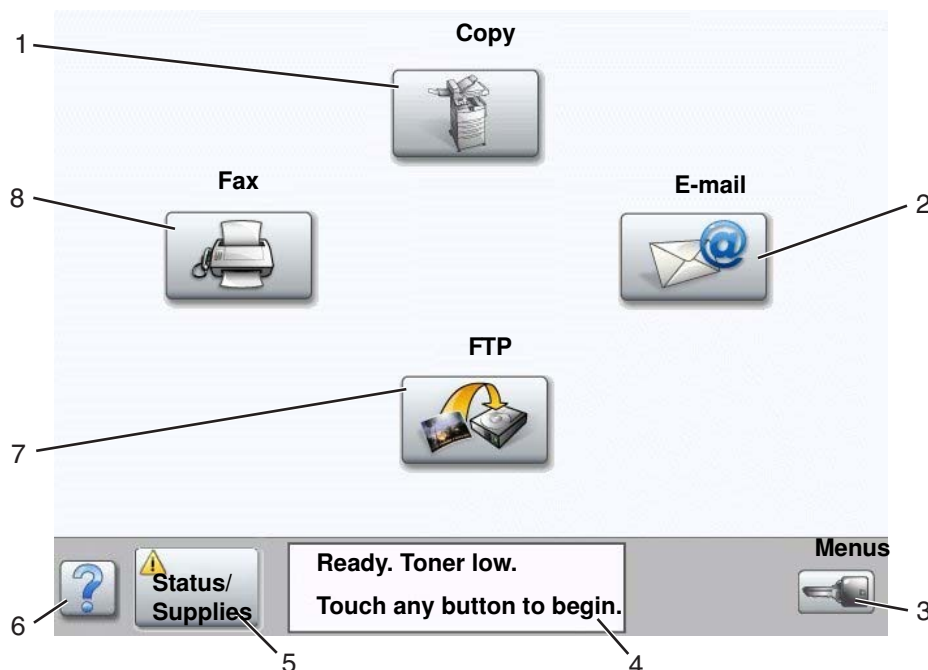 Copy
1
Fax
8
E-mail
2
FTP
7
Menus
Ready. Toner low.
Status/
Supplies
Touch any button to begin.
3
6
5
4